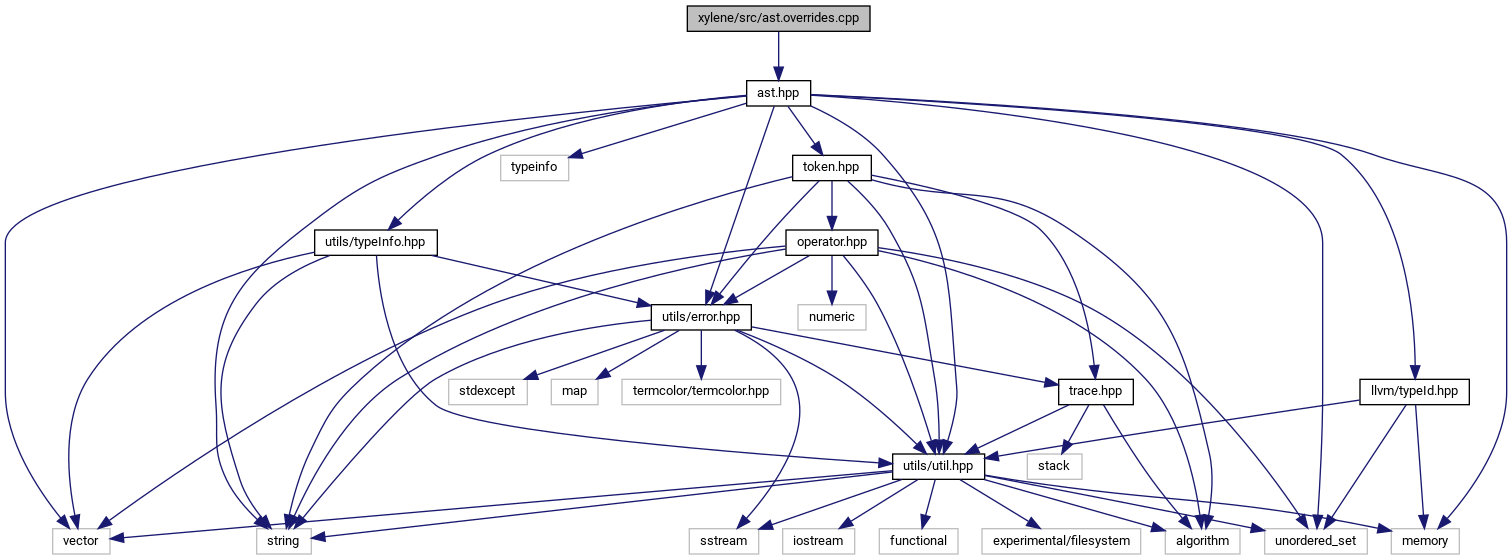 xylene/src/ast.overrides.cpp
ast.hpp
typeinfo
token.hpp
utils/typeInfo.hpp
operator.hpp
utils/error.hpp
numeric
stdexcept
map
termcolor/termcolor.hpp
trace.hpp
llvm/typeId.hpp
utils/util.hpp
stack
vector
string
sstream
iostream
functional
experimental/filesystem
algorithm
unordered_set
memory